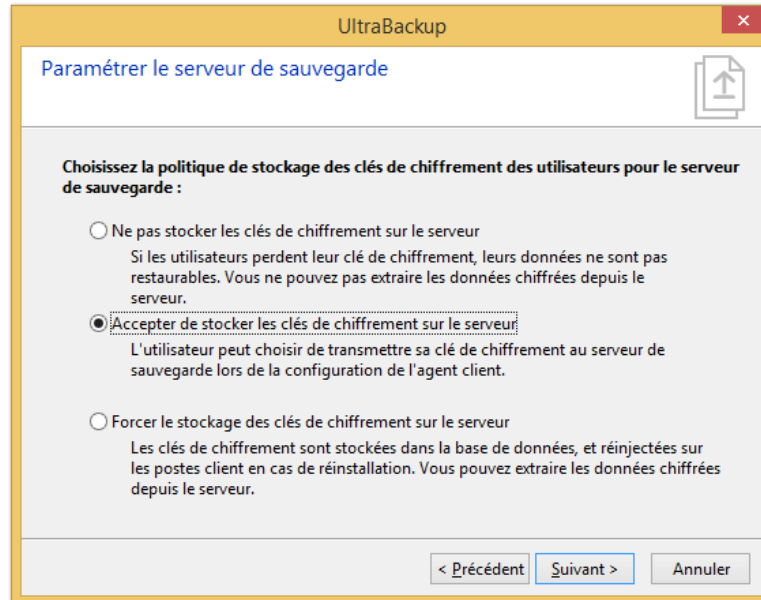 UltraBackup
Paramétrer le serveur de sauvegarde
Choisissez la politique de stockage des clés de chiffrement des utilisateurs pour le serveur
de sauvegarde :
Ne pas stocker les clés de chiffrement sur le serveur
Si les utilisateurs perdent leur clé de chiffrement, leurs données ne sont pas
restaurables. Vous ne pouvez pas extraire les données chiffrées depuis le
serveur.
Accepter de stocker les clés de chiffrement sur le serveur
L'utilisateur peut choisir de transmettre sa clé de chiffrement au serveur de
sauvegarde lors de la configuration de l'agent client.
Forcer le stockage des clés de chiffrement sur le serveur
Les clés de chiffrement sont stockées dans la base de données, et réinjectées sur
les postes client en cas de réinstallation. Vous pouvez extraire les données chiffrées
depuis le serveur.
< Précédent Suivant > Annuler